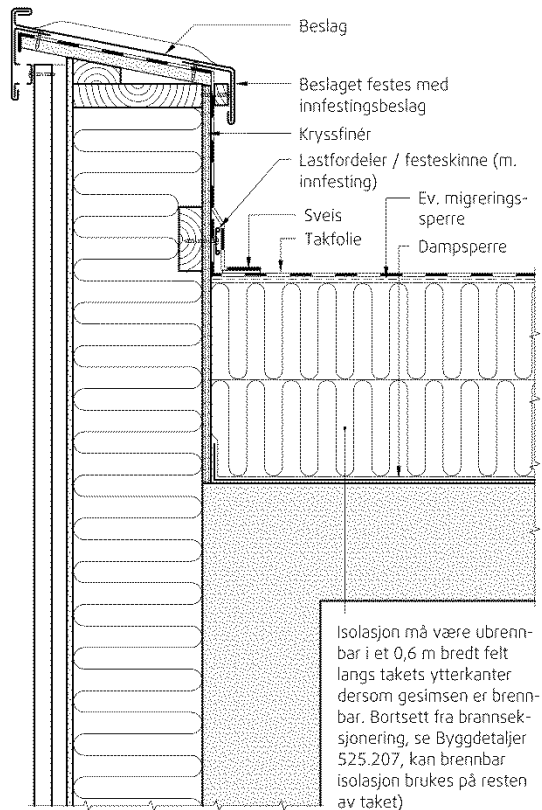 Beslag
Beslaget festes med
innfestingsbeslag
Kryssfinér
Lastfordeler / festeskinne (m.
innfesting)
Ev. migrerings-
sperre
Sveis
Takfolie
Dampsperre
Isolasjon må være ubrenn-
bar i et 0,6 m bredt felt
langs takets ytterkanter
dersom gesimsen er brenn-
bar. Bortsett fra brannsek-
sjonering, se Byggdetaljer
525.207, kan brennbar
isolasjon brukes på resten
av taket)